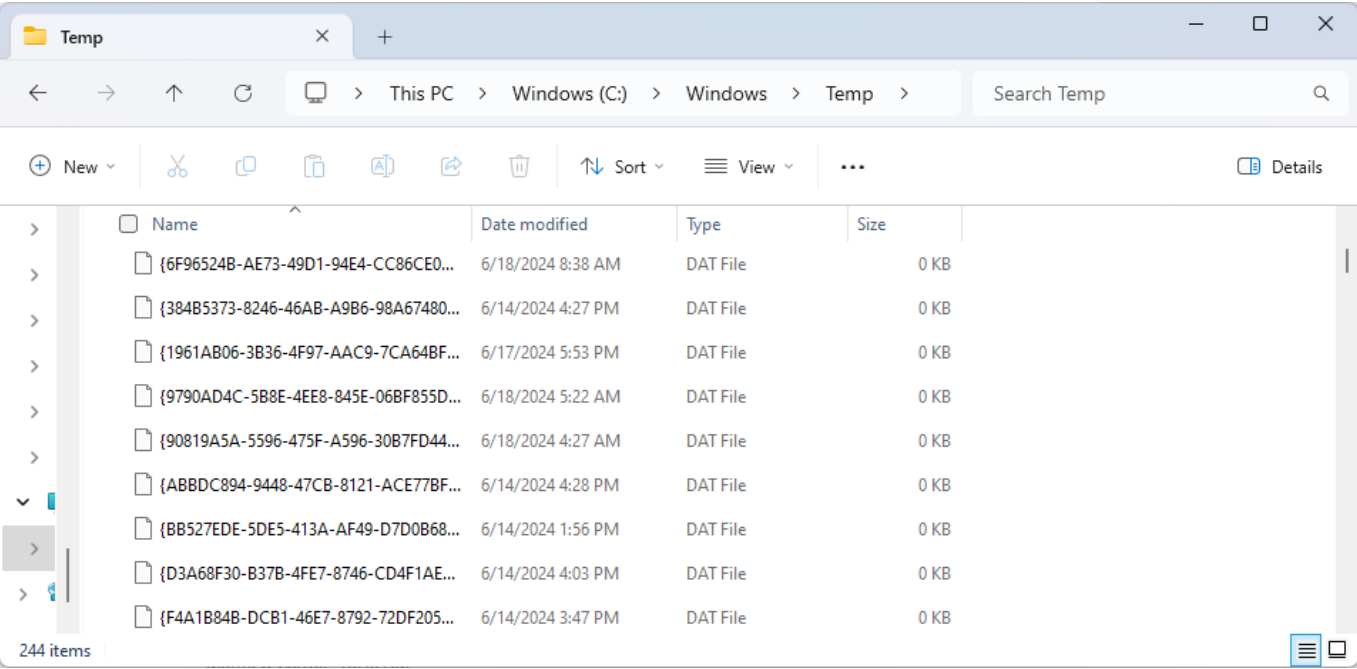 Temp
This PC > Windows (C:) > Windows > Temp >
Search Temp
New
Sort
View
Details
Name Date modified Type Size
{6F96524B-AE73-49D1-94E4-CC86CE0... 6/18/2024 8:38 AM DAT File 0 KB
{384B5373-8246-46AB-A9B6-98A67480... 6/14/2024 4:27 PM DAT File 0 KB
{1961AB06-3B36-4F97-AAC9-7CA64BF... 6/17/2024 5:53 PM DAT File 0 KB
{9790AD4C-5B8E-4EE8-845E-06BF855D... 6/18/2024 5:22 AM DAT File 0 KB
{90819A5A-5596-475F-A596-30B7FD44... 6/18/2024 4:27 AM DAT File 0 KB
{ABBDC894-9448-47CB-8121-ACE77BF... 6/14/2024 4:28 PM DAT File 0 KB
{BB527EDE-5DE5-413A-AF49-D7D0B68... 6/14/2024 1:56 PM DAT File 0 KB
{D3A68F30-B37B-4FE7-8746-CD4F1AE... 6/14/2024 4:03 PM DAT File 0 KB
{F4A1B84B-DCB1-46E7-8792-72DF205... 6/14/2024 3:47 PM DAT File 0 KB
244 items